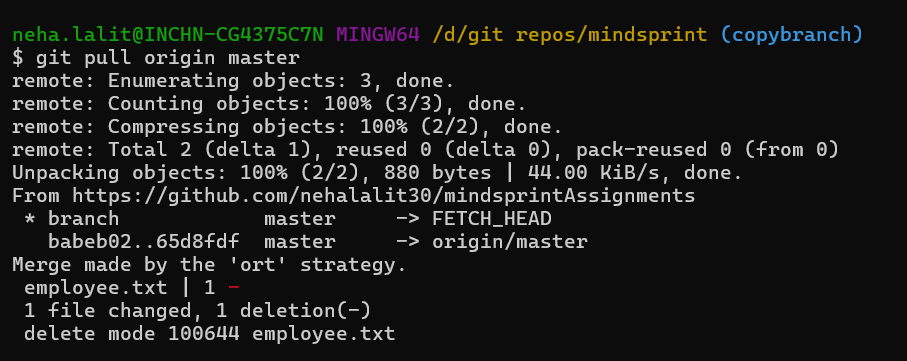 neha.lalit@INCHN-CG4375C7N MINGW64 /d/git repos/mindsprint (copybranch)
$ git pull origin master
remote: Enumerating objects: 3, done.
remote: Counting objects: 100% (3/3), done.
remote: Compressing objects: 100% (2/2), done.
remote: Total 2 (delta 1), reused 0 (delta 0), pack-reused 0 (from 0)
Unpacking objects: 100% (2/2), 880 bytes | 44.00 KiB/s, done.
From https://github.com/nehalalit30/mindsprintAssignments
 * branch            master     -> FETCH_HEAD
   babeb02..65d8fdf  master     -> origin/master
Merge made by the 'ort' strategy.
 employee.txt | 1 -
 1 file changed, 1 deletion(-)
 delete mode 100644 employee.txt